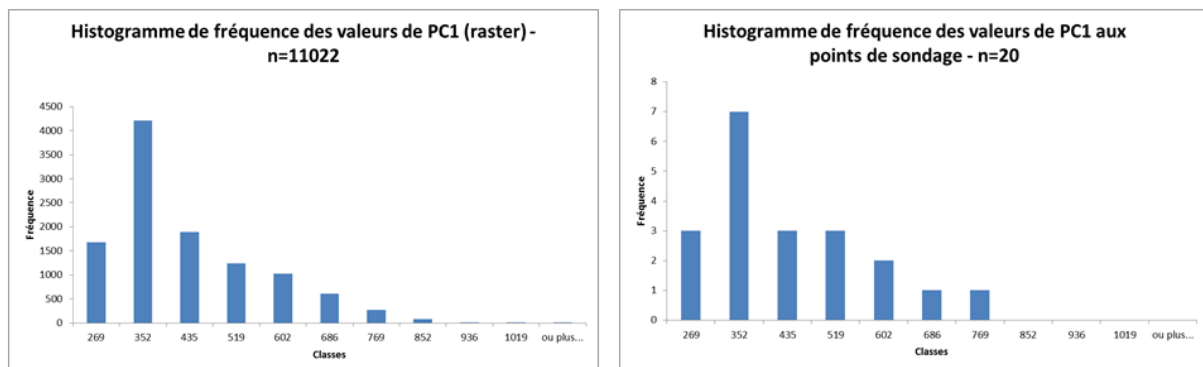 Histogramme de fréquence des valeurs de PC1 (raster) -
n=11022
4500
4000
3500
3000
2500
2000
1500
1000
500
0
Fréquence
269 352 435 519 602 686 769 852 936 1019 ou plus...
Classes
Histogramme de fréquence des valeurs de PC1 aux
points de sondage - n=20
8
7
6
5
4
3
2
1
0
Fréquence
269 352 435 519 602 686 769 852 936 1019 ou plus...
Classes